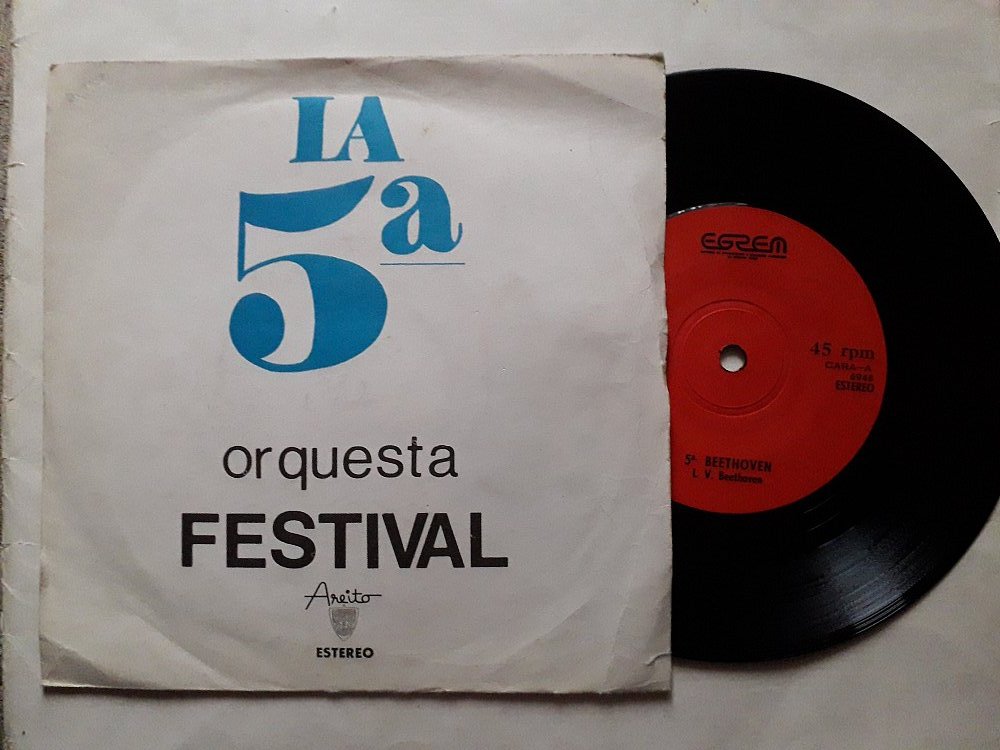 LA
5a
orquesta
FESTIVAL
Areito
ESTEREO
EGREM
45 rpm
CARA-A
ESTEREO
5a. BEETHOVEN
L. V. Beethoven